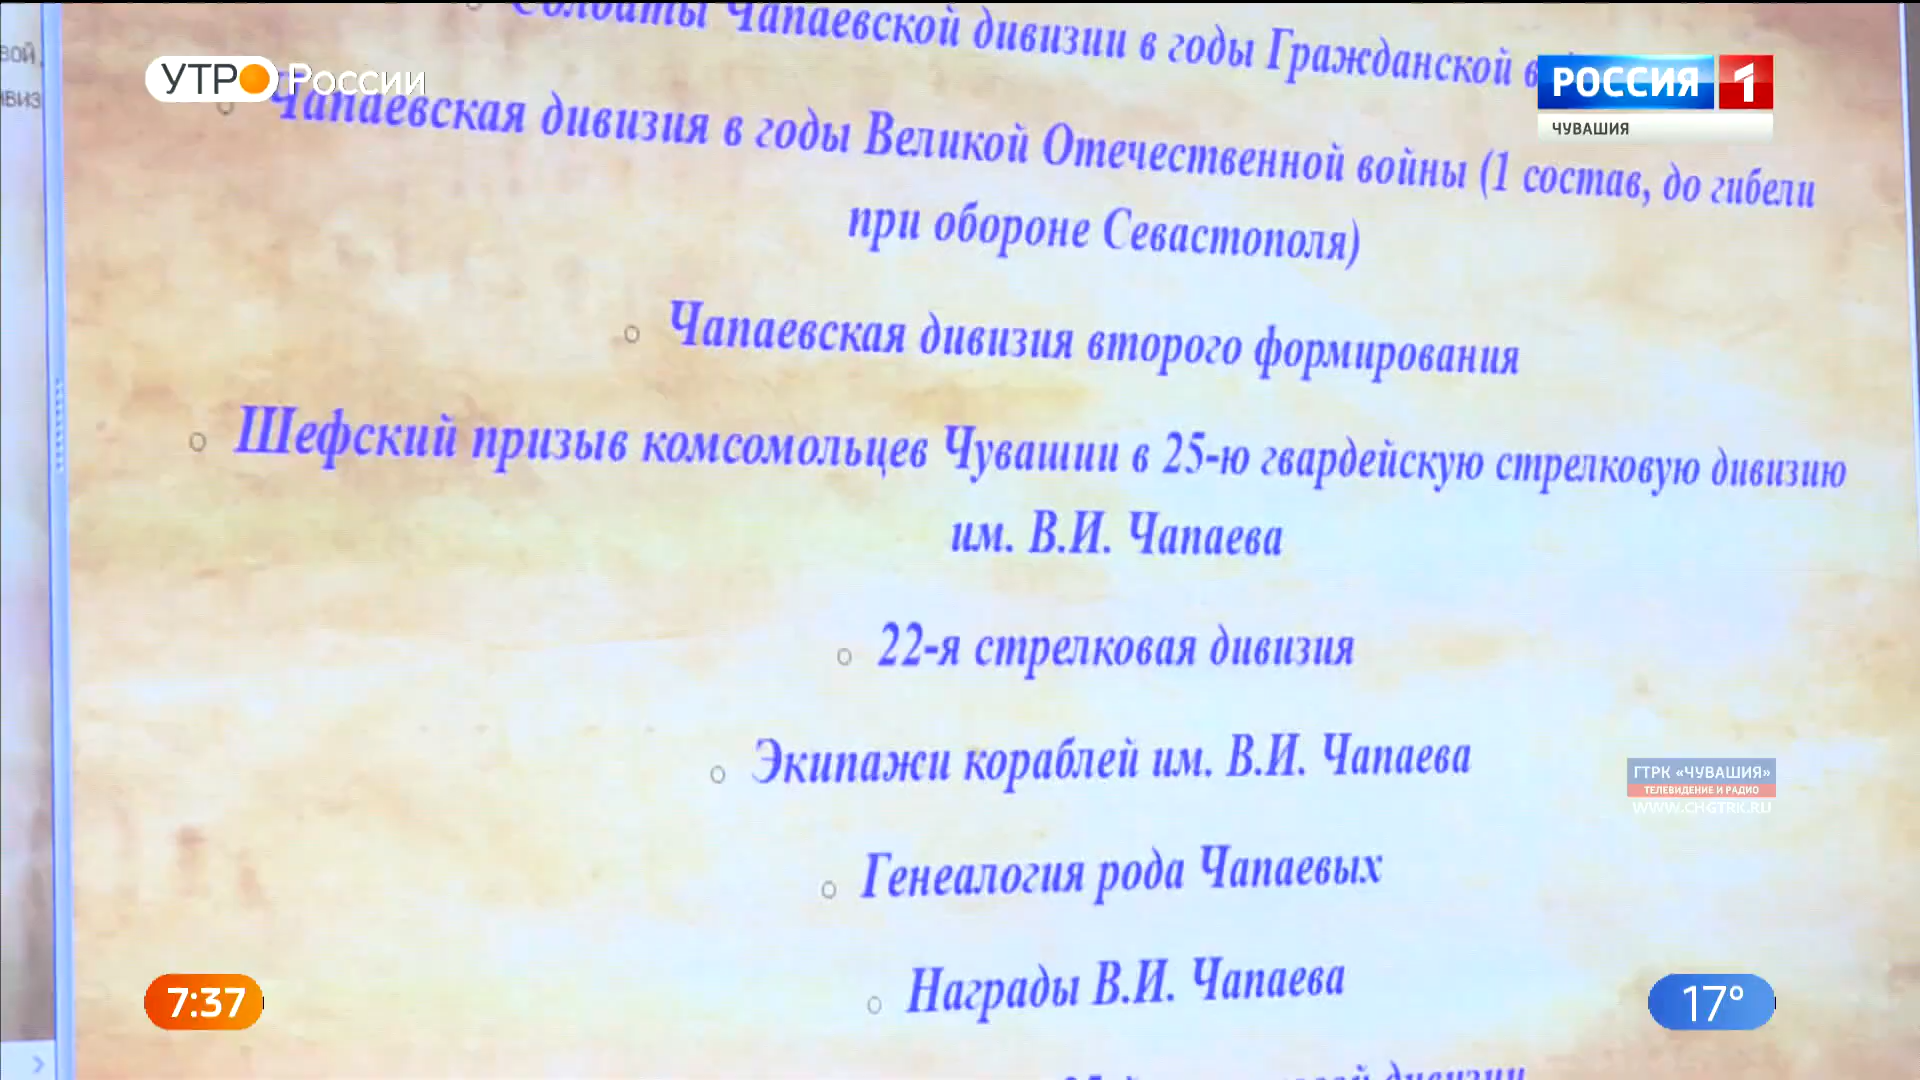 Солдаты Чапаевской дивизии в годы Гражданской
УТРО России
РОССИЯ 1
ЧУВАШИЯ
Чапаевская дивизия в годы Великой Отечественной войны (1 состав, до гибели
при обороне Севастополя)
Чапаевская дивизия второго формирования
Шефский призыв комсомольцев Чувашии в 25-ю гвардейскую стрелковую дивизию
им. В.И. Чапаева
22-я стрелковая дивизия
Экипажи кораблей им. В.И. Чапаева
ГТРК «ЧУВАШИЯ»
ТЕЛЕВИДЕНИЕ И РАДИО
WWW.CHGTRK.RU
Генеалогия рода Чапаевых
Награды В.И. Чапаева
7:37
17°
дивизии